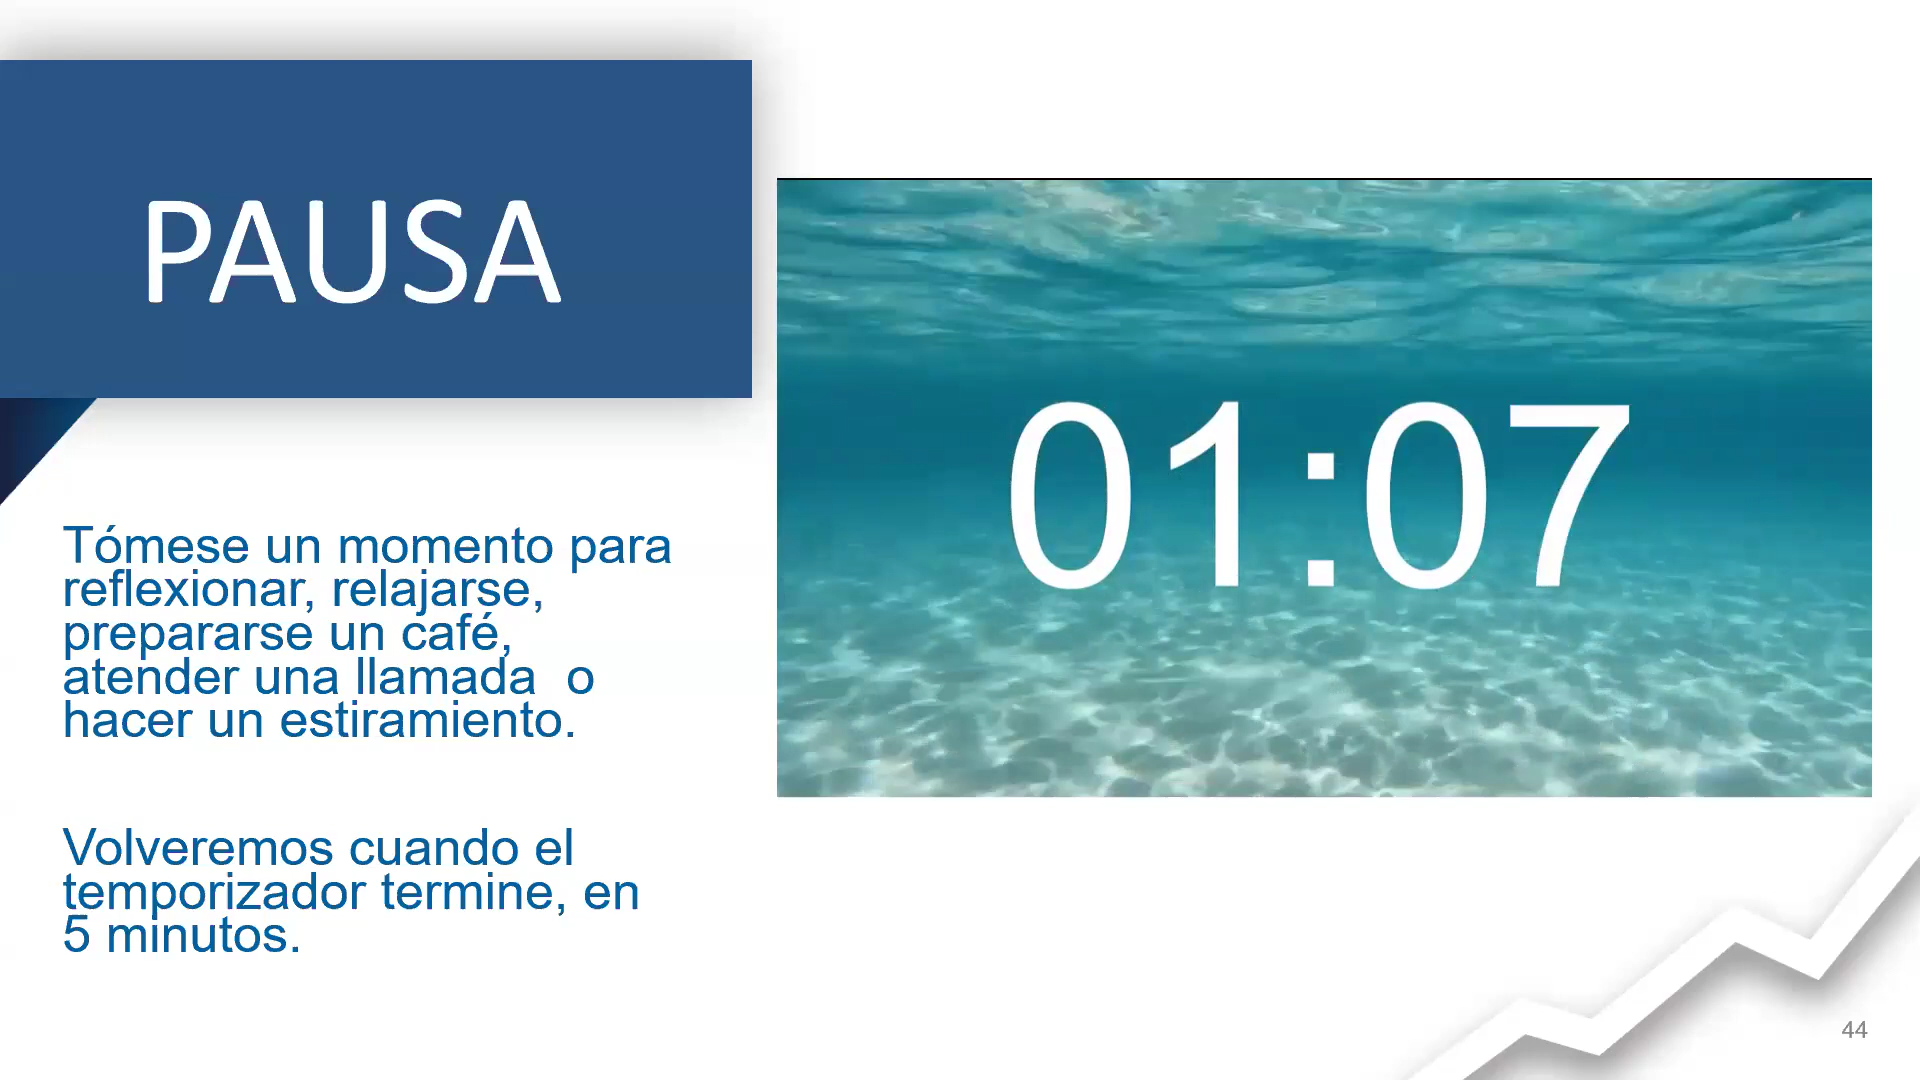 PAUSA
Tómese un momento para
reflexionar, relajarse,
prepararse un café,
atender una llamada  o
hacer un estiramiento.
Volveremos cuando el
temporizador termine, en
5 minutos.
01:07
44